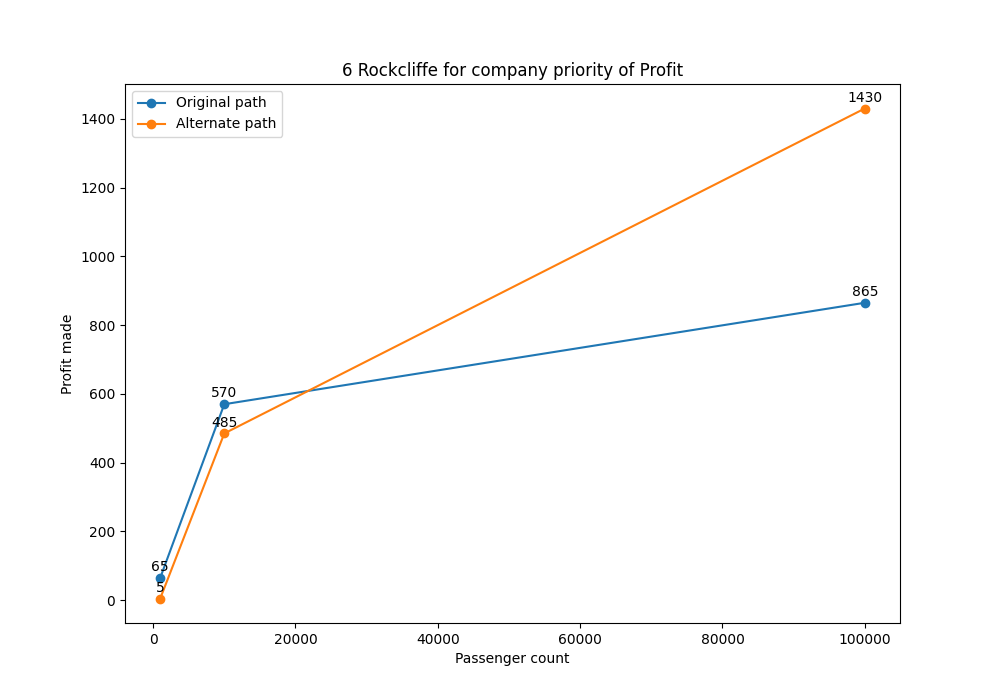 6 Rockcliffe for company priority of Profit
Original path
Alternate path
1430
1400
1200
1000
865
800
Profit made
600
570
485
400
200
65
5
0
0 20000 40000 60000 80000 100000
Passenger count